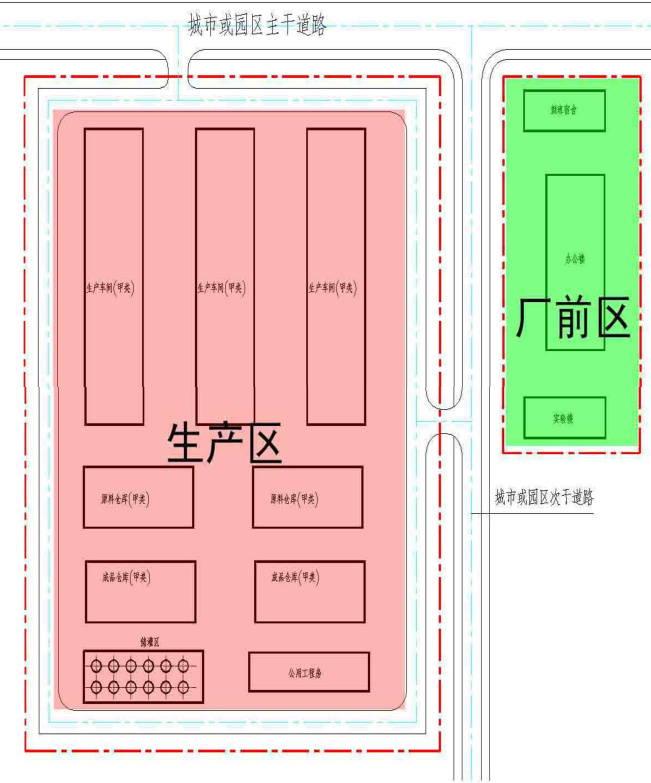 城市或园区主干道路
倒班宿舍
办公楼
生产车间(甲类)
生产车间(甲类)
生产车间(甲类)
厂前区
实验楼
生产区
原料仓库(甲类)
原料仓库(甲类)
城市或园区次干道路
成品仓库(甲类)
成品仓库(甲类)
储罐区
公用工程房